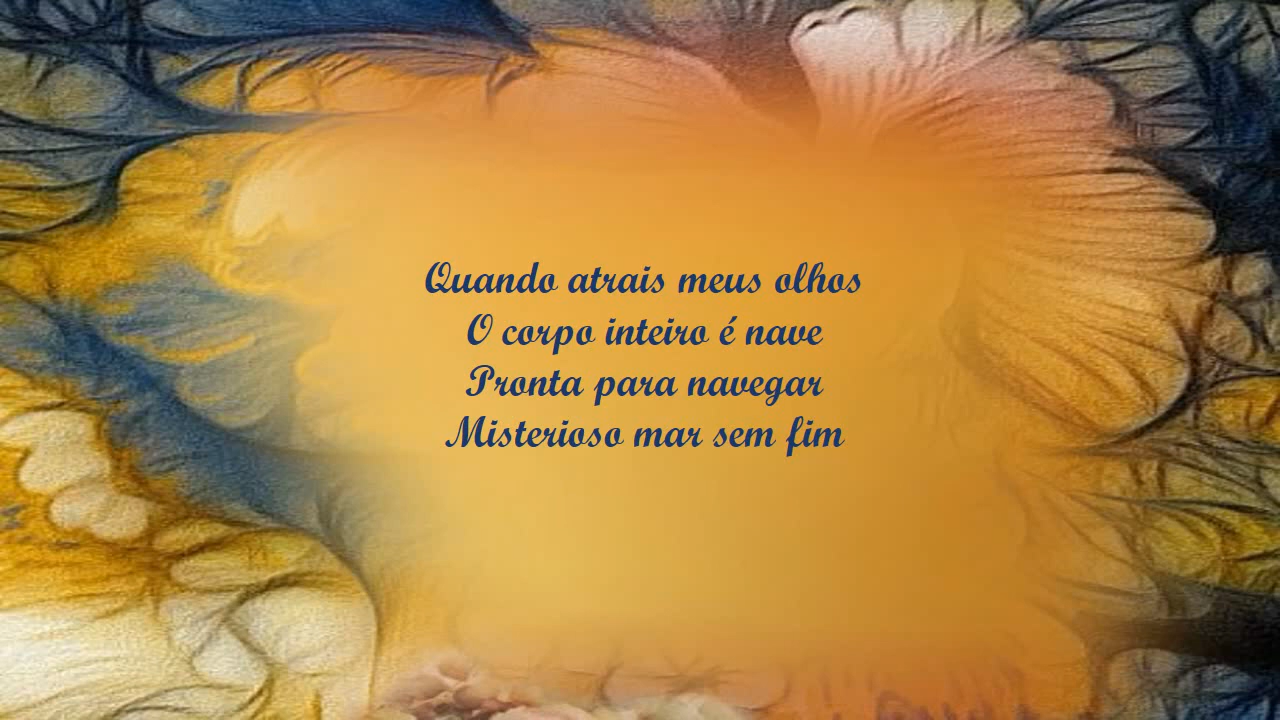 Quando atrais meus olhos
O corpo inteiro é nave
Pronta para navegar
Misterioso mar sem fim